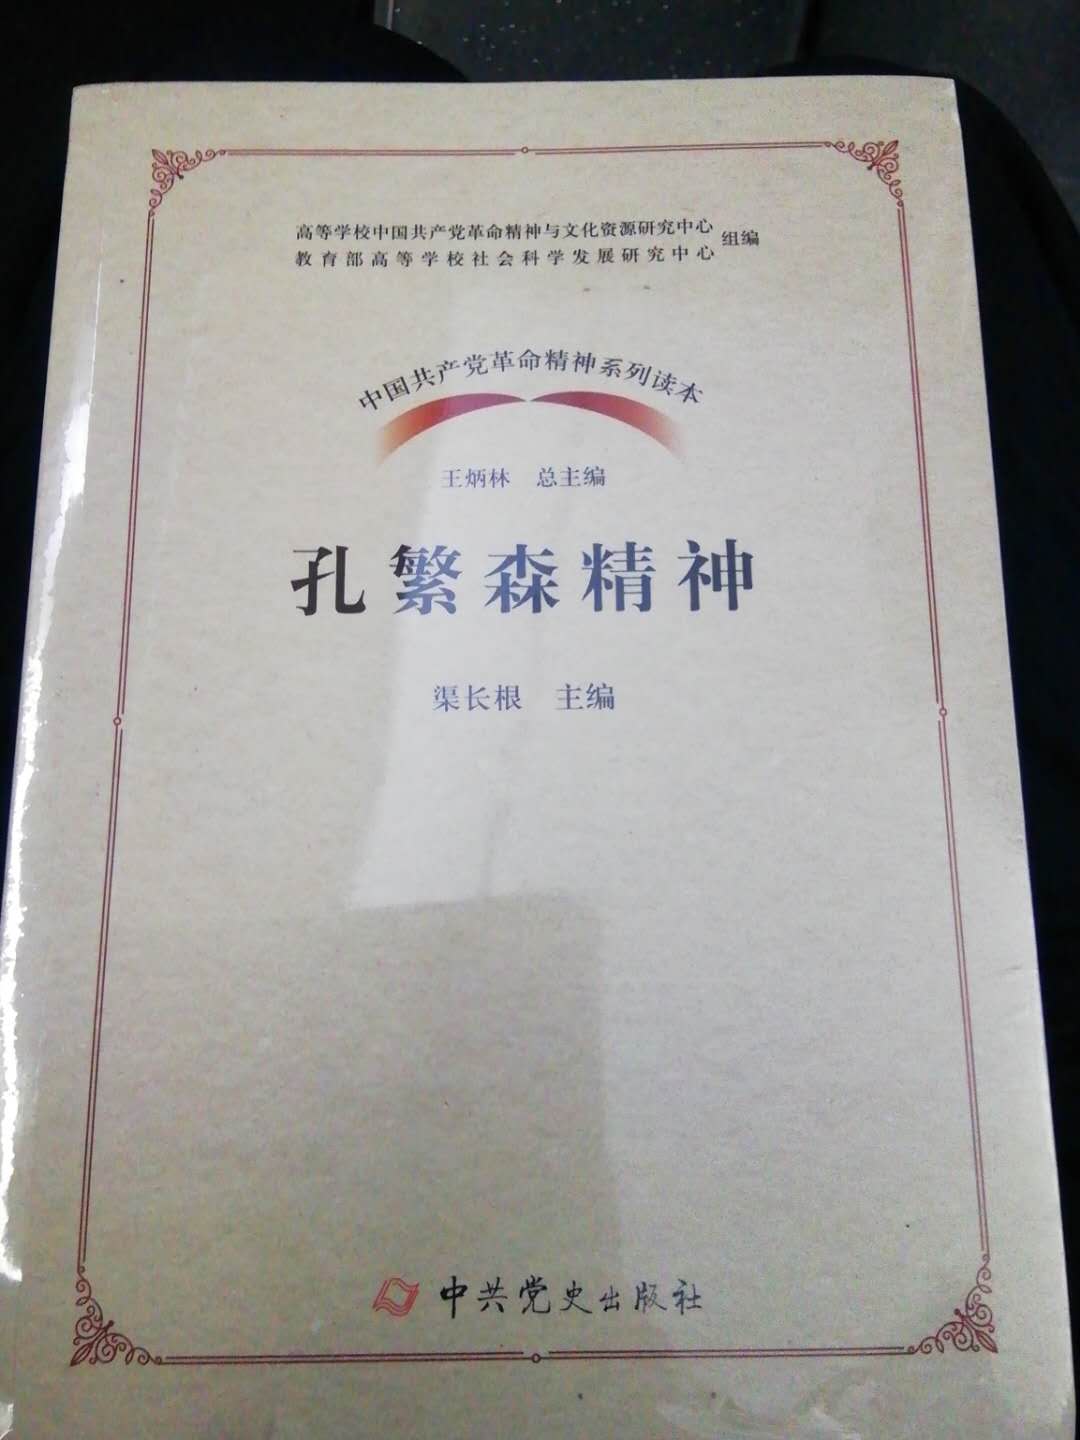 高等学校中国共产党革命精神与文化资源研究中心
教育部高等学校社会科学发展研究中心
组编
中国共产党革命精神系列读本
王炳林 总主编
孔繁森精神
渠长根 主编
中共党史出版社